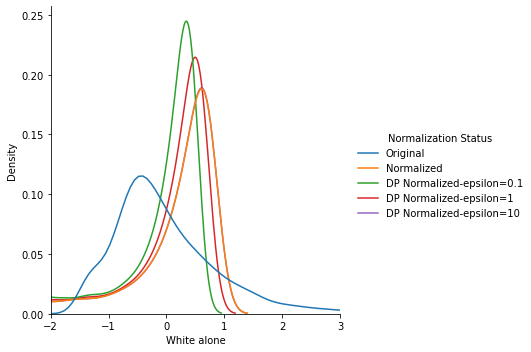 0.25
0.20
0.15
0.10
0.05
0.00
Density
−2
−1
0
1
2
3
White alone
Normalization Status
Original
Normalized
DP Normalized-epsilon=0.1
DP Normalized-epsilon=1
DP Normalized-epsilon=10